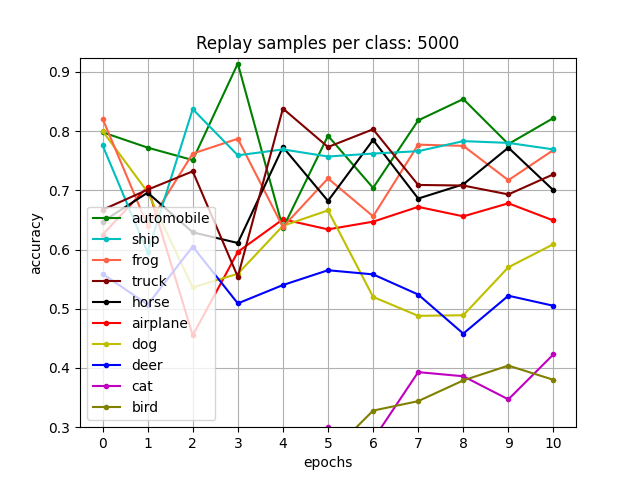 Replay samples per class: 5000
0.9
0.8
0.7
0.6
0.5
0.4
0.3
accuracy
automobile
ship
frog
truck
horse
airplane
dog
deer
cat
bird
0 1 2 3 4 5 6 7 8 9 10
epochs